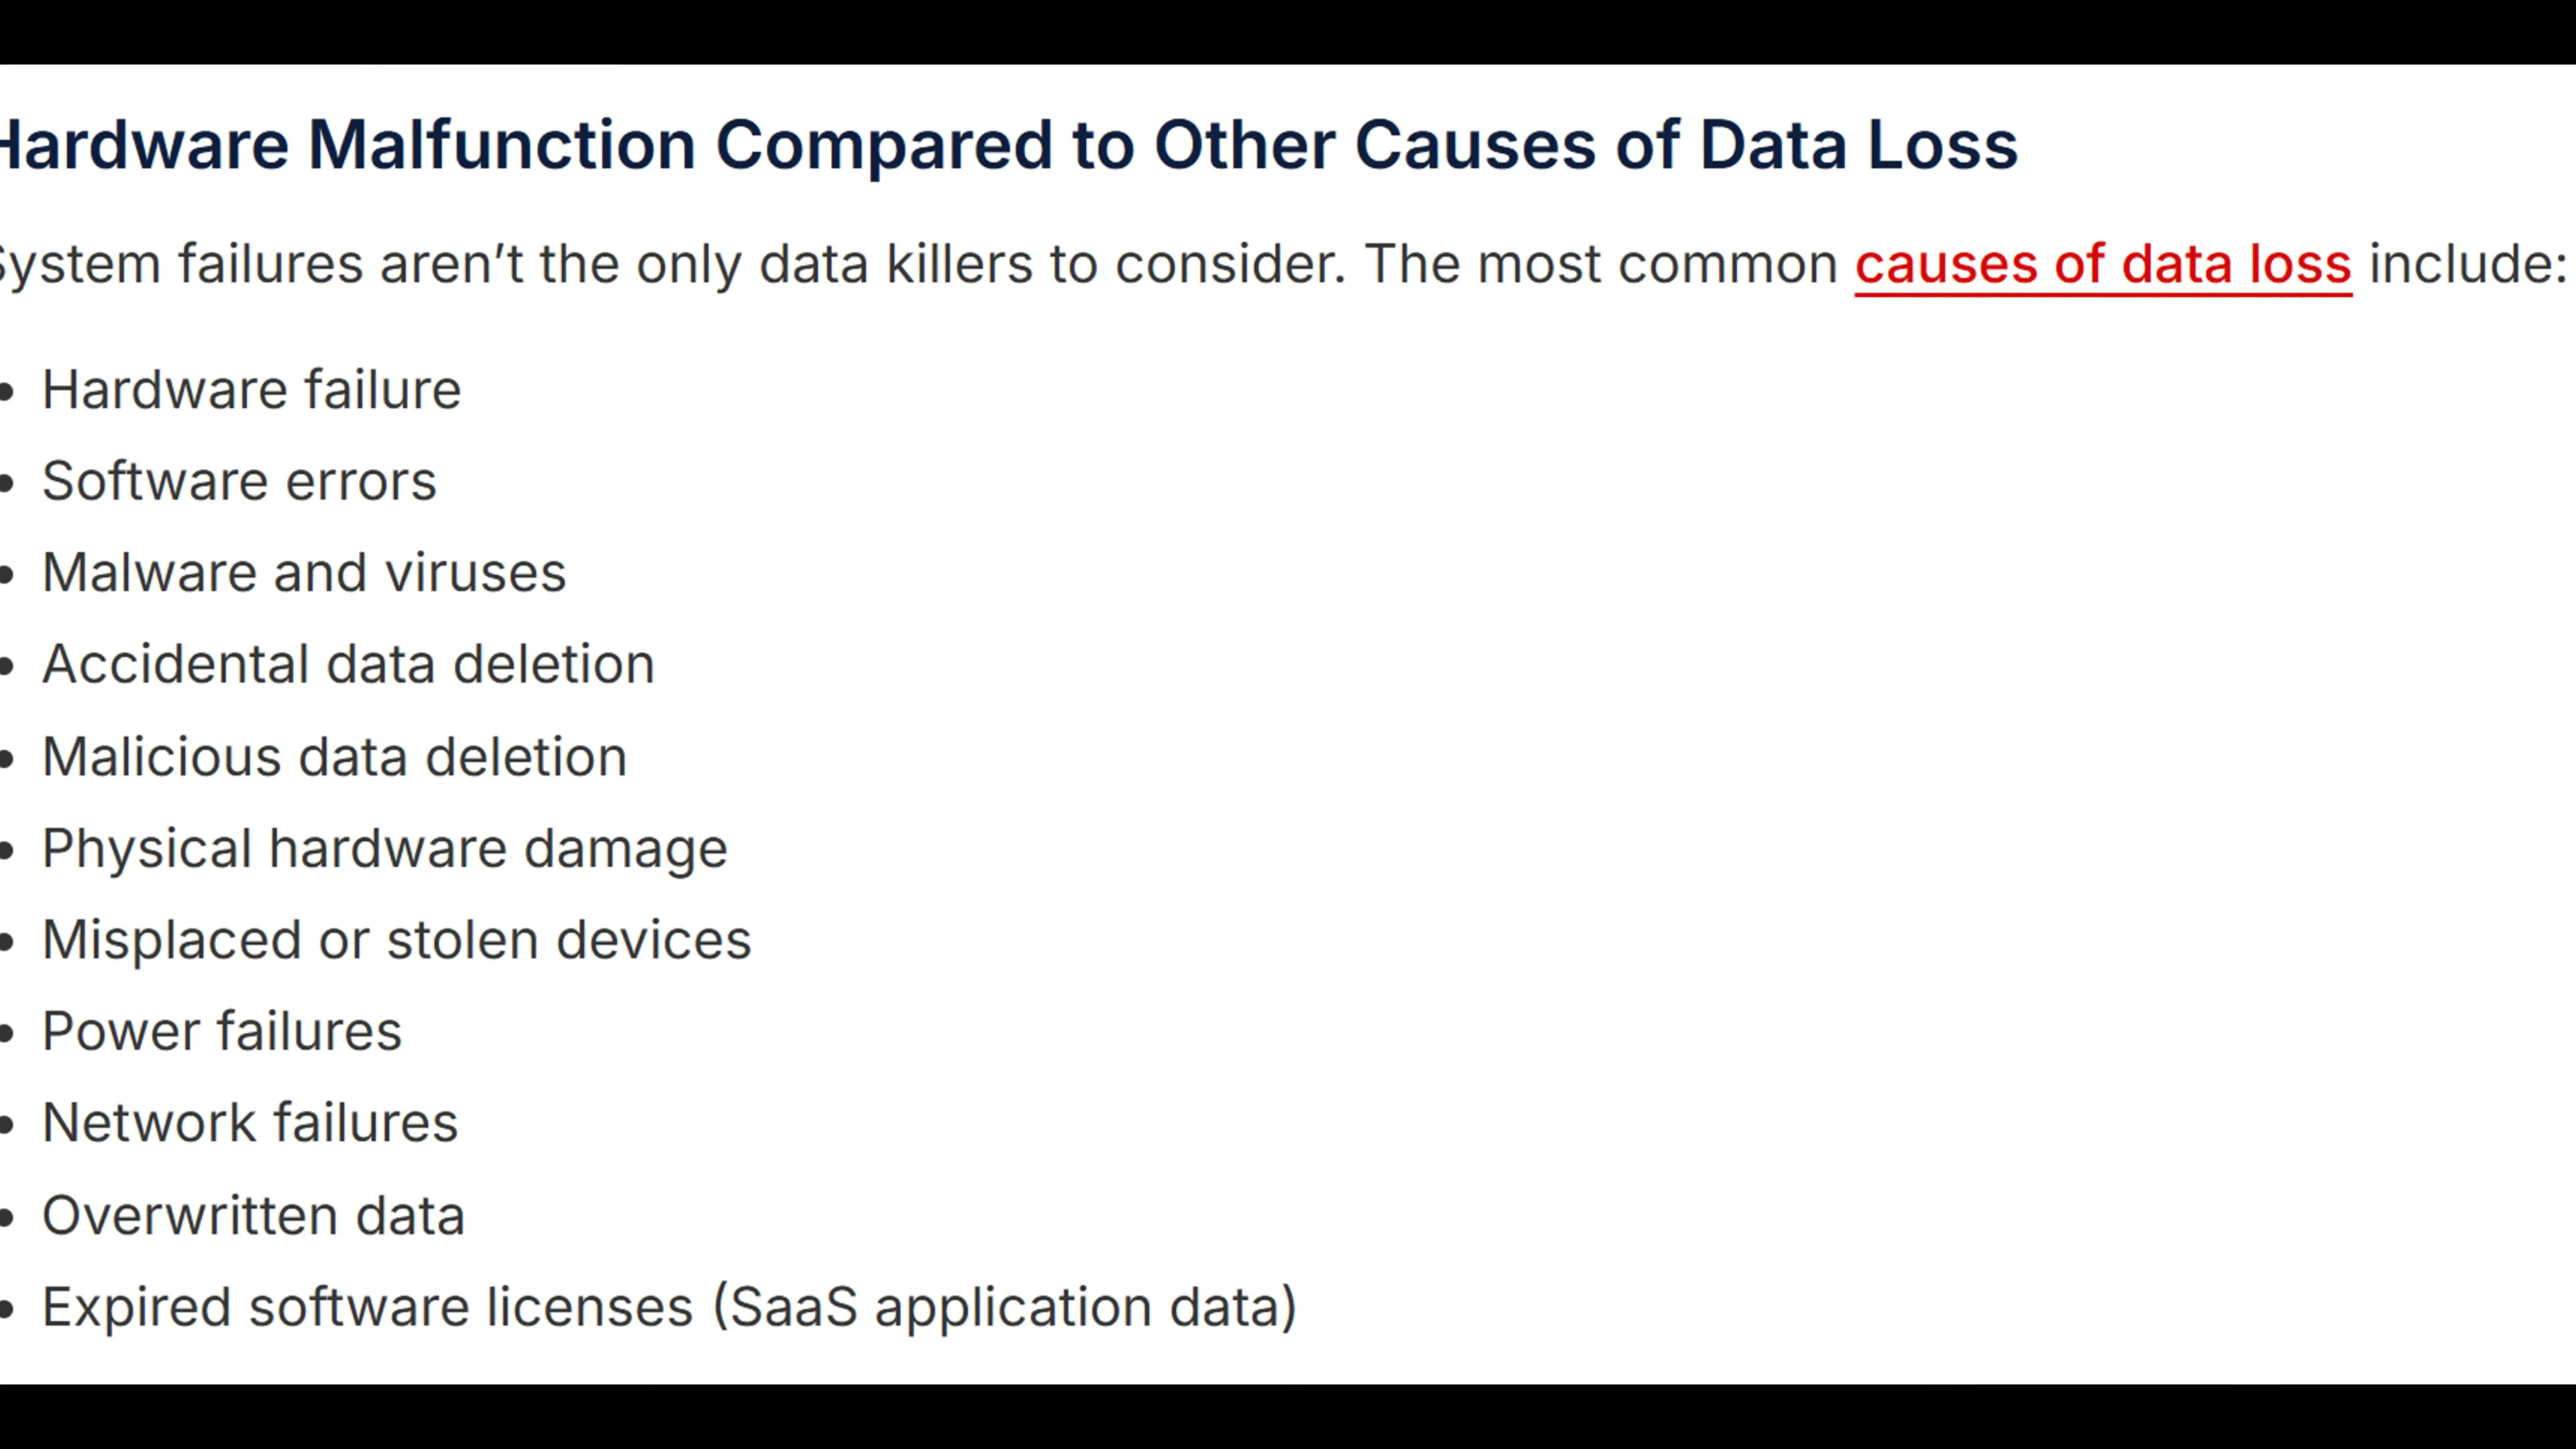 Hardware Malfunction Compared to Other Causes of Data Loss
System failures aren’t the only data killers to consider. The most common causes of data loss include:
• Hardware failure
• Software errors
• Malware and viruses
• Accidental data deletion
• Malicious data deletion
• Physical hardware damage
• Misplaced or stolen devices
• Power failures
• Network failures
• Overwritten data
• Expired software licenses (SaaS application data)